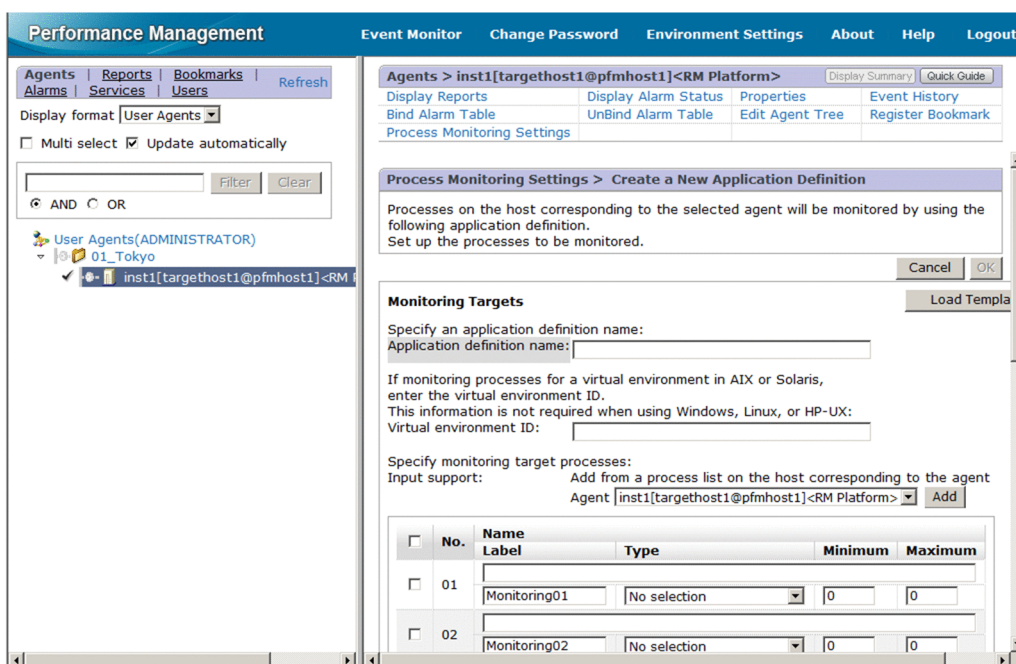 Performance Management
Event Monitor Change Password Environment Settings About Help Logout
Agents | Reports | Bookmarks |
Alarms | Services | Users
Refresh
Display format User Agents
Multi select Update automatically
Filter Clear
AND OR
User Agents(ADMINISTRATOR)
01_Tokyo
inst1[targethost1@pfmhost1]<RM P
Agents > inst1[targethost1@pfmhost1]<RM Platform> Display Summary Quick Guide
Display Reports Display Alarm Status Properties Event History
Bind Alarm Table UnBind Alarm Table Edit Agent Tree Register Bookmark
Process Monitoring Settings
Process Monitoring Settings > Create a New Application Definition
Processes on the host corresponding to the selected agent will be monitored by using the
following application definition.
Set up the processes to be monitored.
Cancel OK
Monitoring Targets Load Templa
Specify an application definition name:
Application definition name:
If monitoring processes for a virtual environment in AIX or Solaris,
enter the virtual environment ID.
This information is not required when using Windows, Linux, or HP-UX:
Virtual environment ID:
Specify monitoring target processes:
Input support: Add from a process list on the host corresponding to the agent
Agent inst1[targethost1@pfmhost1]<RM Platform> Add
No. Name
Label Type Minimum Maximum
01
Monitoring01 No selection 0 0
02
Monitoring02 No selection 0 0